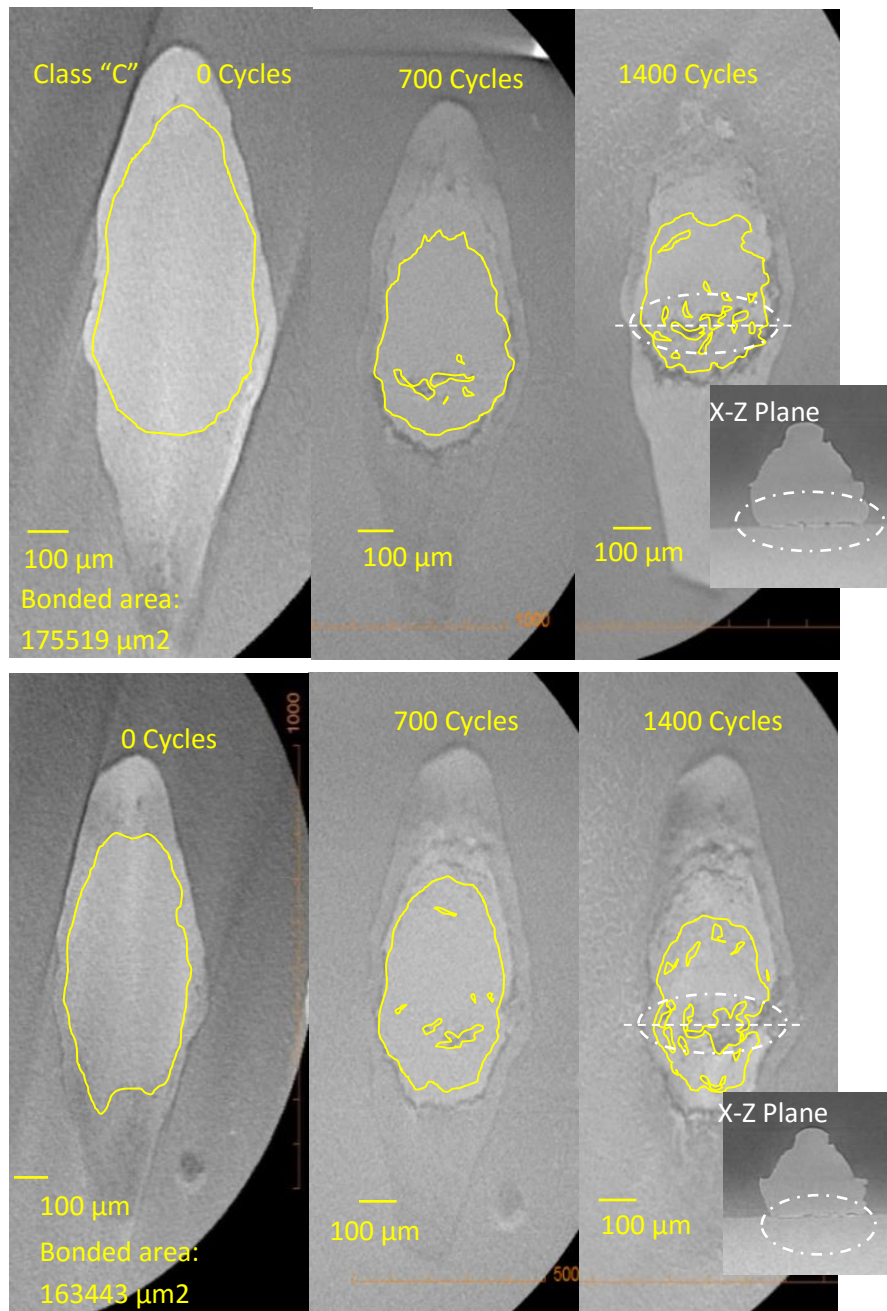 Class “C”
0 Cycles
700 Cycles
1400 Cycles
X-Z Plane
100 µm
100 µm
100 µm
Bonded area:
175519 µm2
1000
0 Cycles
700 Cycles
1400 Cycles
1000
X-Z Plane
100 µm
100 µm
100 µm
Bonded area:
163443 µm2
500